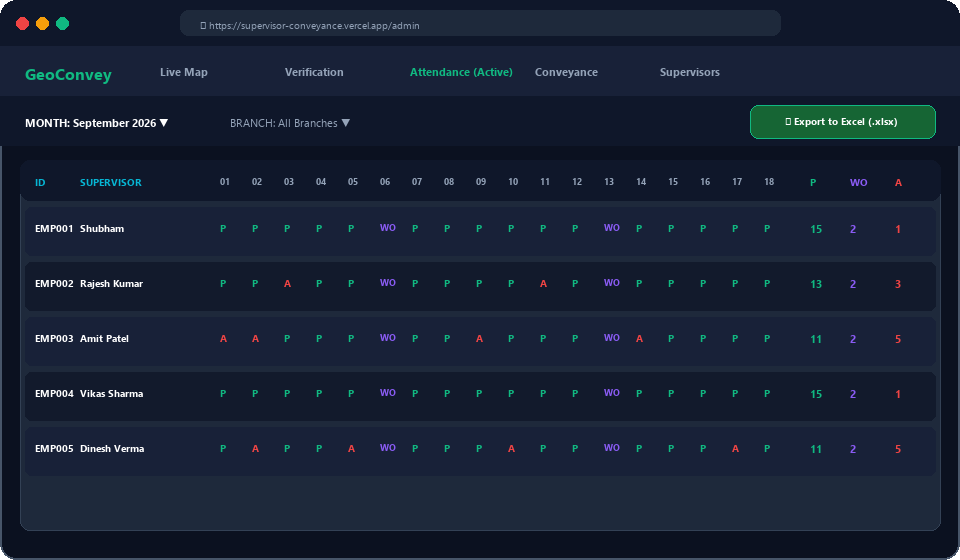 https://supervisor-conveyance.vercel.app/admin
GeoConvey Live Map Verification Attendance (Active) Conveyance Supervisors
MONTH: September 2026 ▼ BRANCH: All Branches ▼ Export to Excel (.xlsx)
ID SUPERVISOR 01 02 03 04 05 06 07 08 09 10 11 12 13 14 15 16 17 18 P WO A
EMP001 Shubham P P P P P WO P P P P P P WO P P P P P 15 2 1
EMP002 Rajesh Kumar P P A P P WO P P P P A P WO P P P P P 13 2 3
EMP003 Amit Patel A A P P P WO P P A P P P WO A P P P P 11 2 5
EMP004 Vikas Sharma P P P P P WO P P P P P P WO P P P P P 15 2 1
EMP005 Dinesh Verma P A P P A WO P P P A P P WO P P P A P 11 2 5